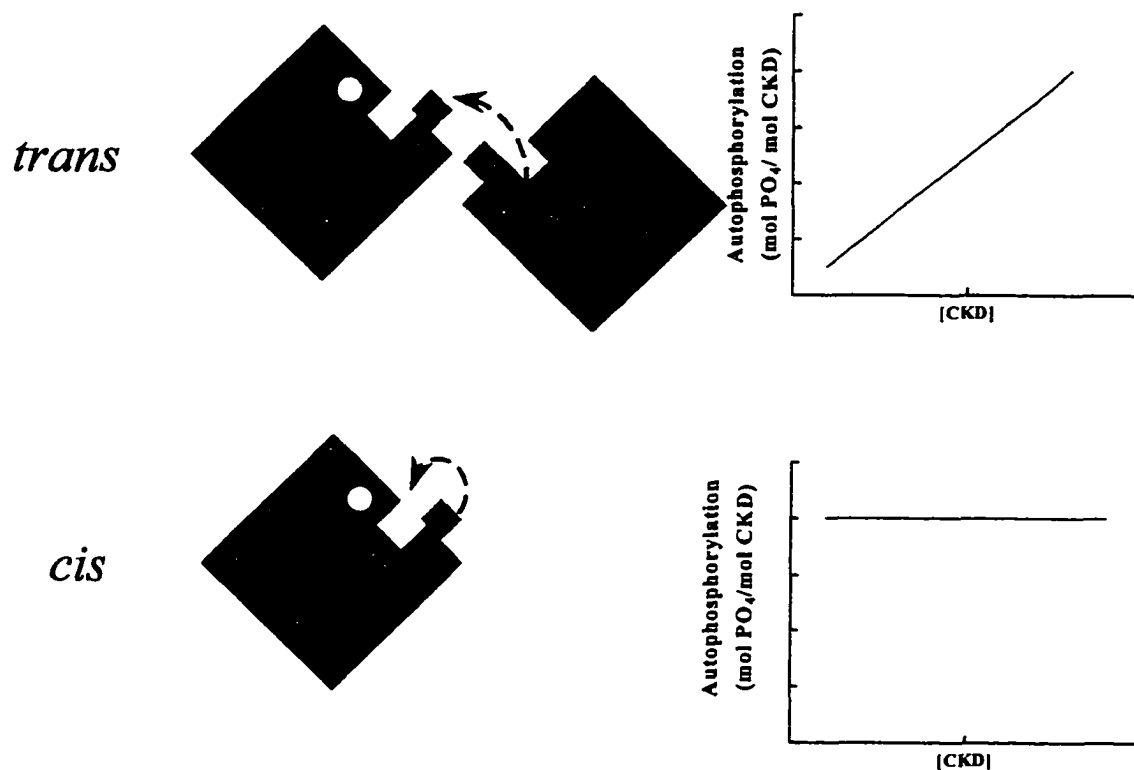 trans
Autophosphorylation
(mol PO₄/ mol CKD)
[CKD]
cis
Autophosphorylation
(mol PO₄/mol CKD)
[CKD]